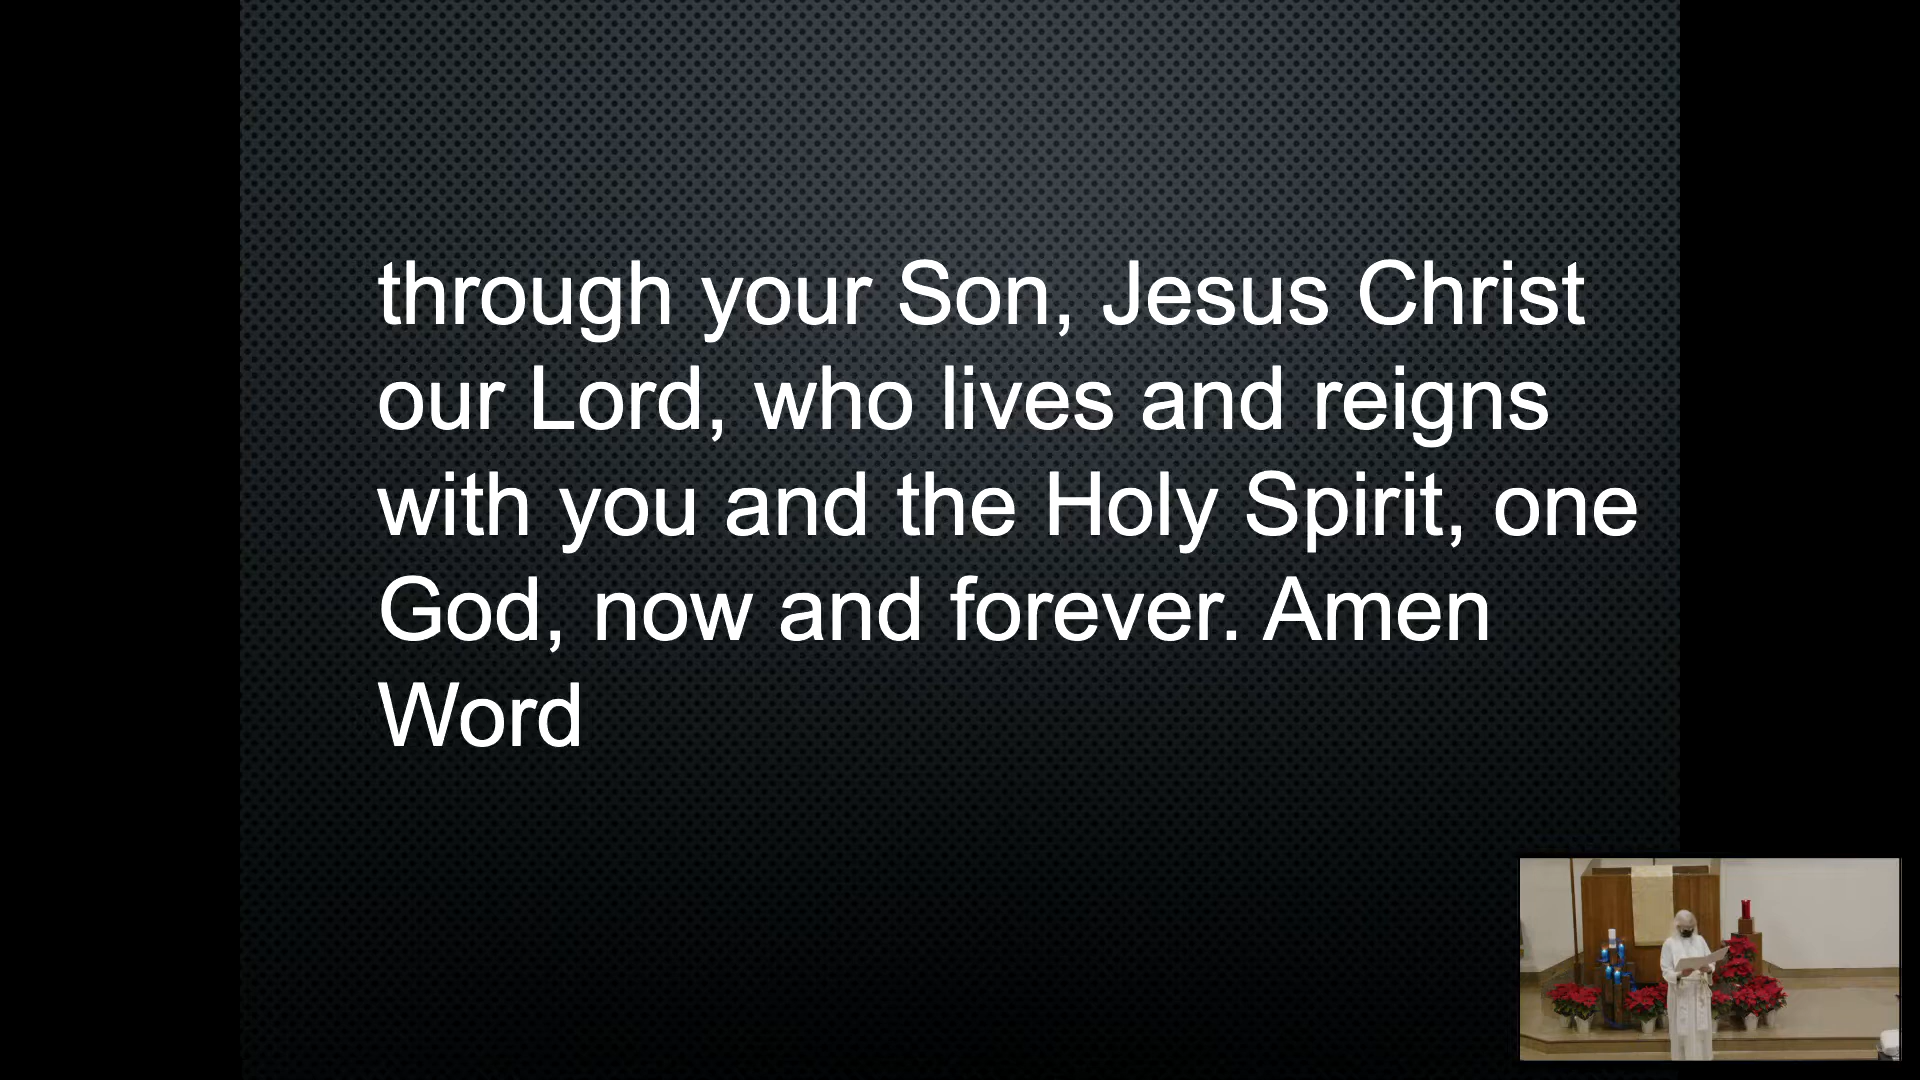 through your Son, Jesus Christ
our Lord, who lives and reigns
with you and the Holy Spirit, one
God, now and forever. Amen
Word